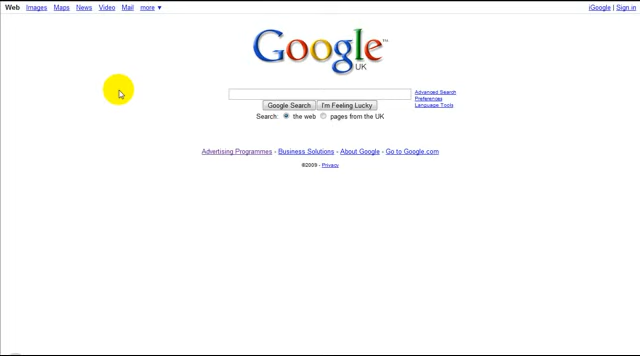 Web Images Maps News Video Mail more ▼ iGoogle | Sign in
Google™
UK
Advanced Search
Preferences
Language Tools
Google Search I'm Feeling Lucky
Search: the web pages from the UK
Advertising Programmes - Business Solutions - About Google - Go to Google.com
©2009 - Privacy